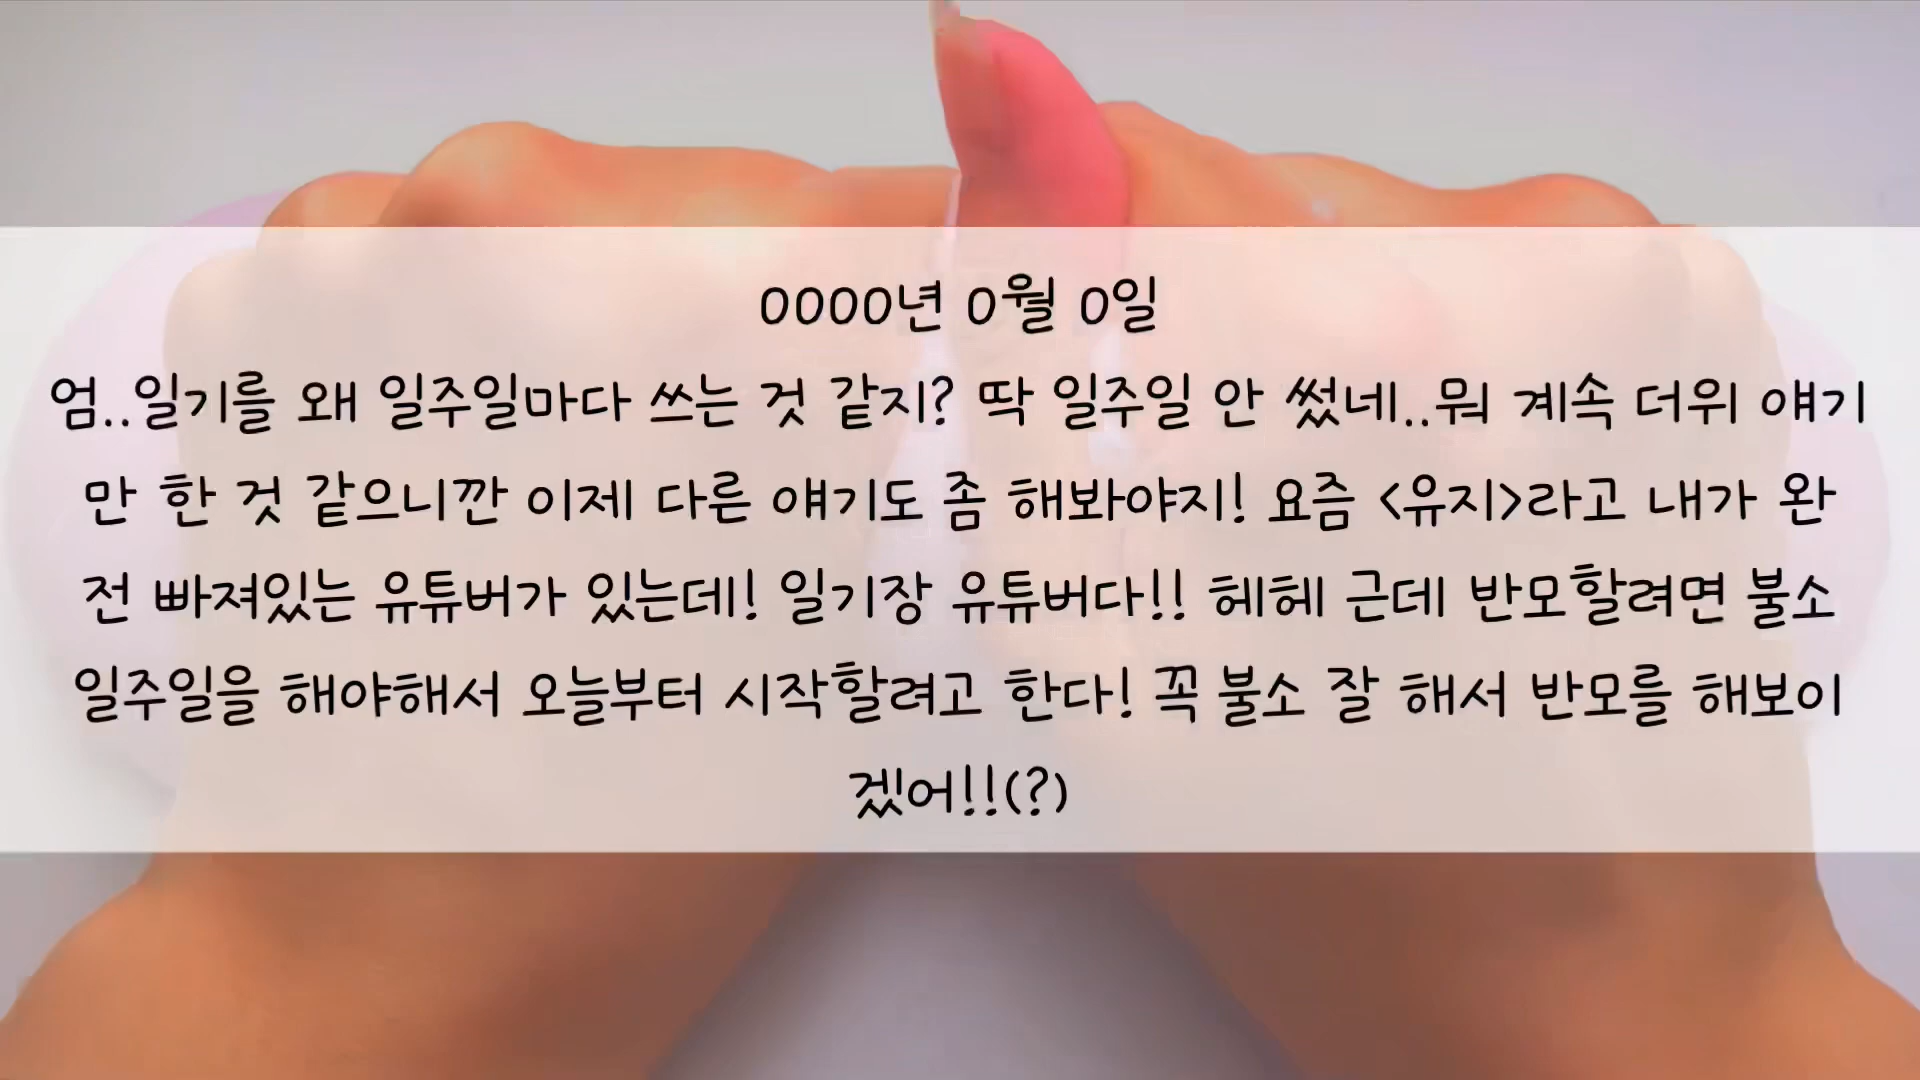 0000년 0월 0일
엄..일기를 왜 일주일마다 쓰는 것 같지? 딱 일주일 안 썼네..뭐 계속 더위 얘기
만 한 것 같으니깐 이제 다른 얘기도 좀 해봐야지! 요즘 <유지>라고 내가 완
전 빠져있는 유튜버가 있는데! 일기장 유튜버다!! 헤헤 근데 반모할려면 불소
일주일을 해야해서 오늘부터 시작할려고 한다! 꼭 불소 잘 해서 반모를 해보이
겠어!!(?)